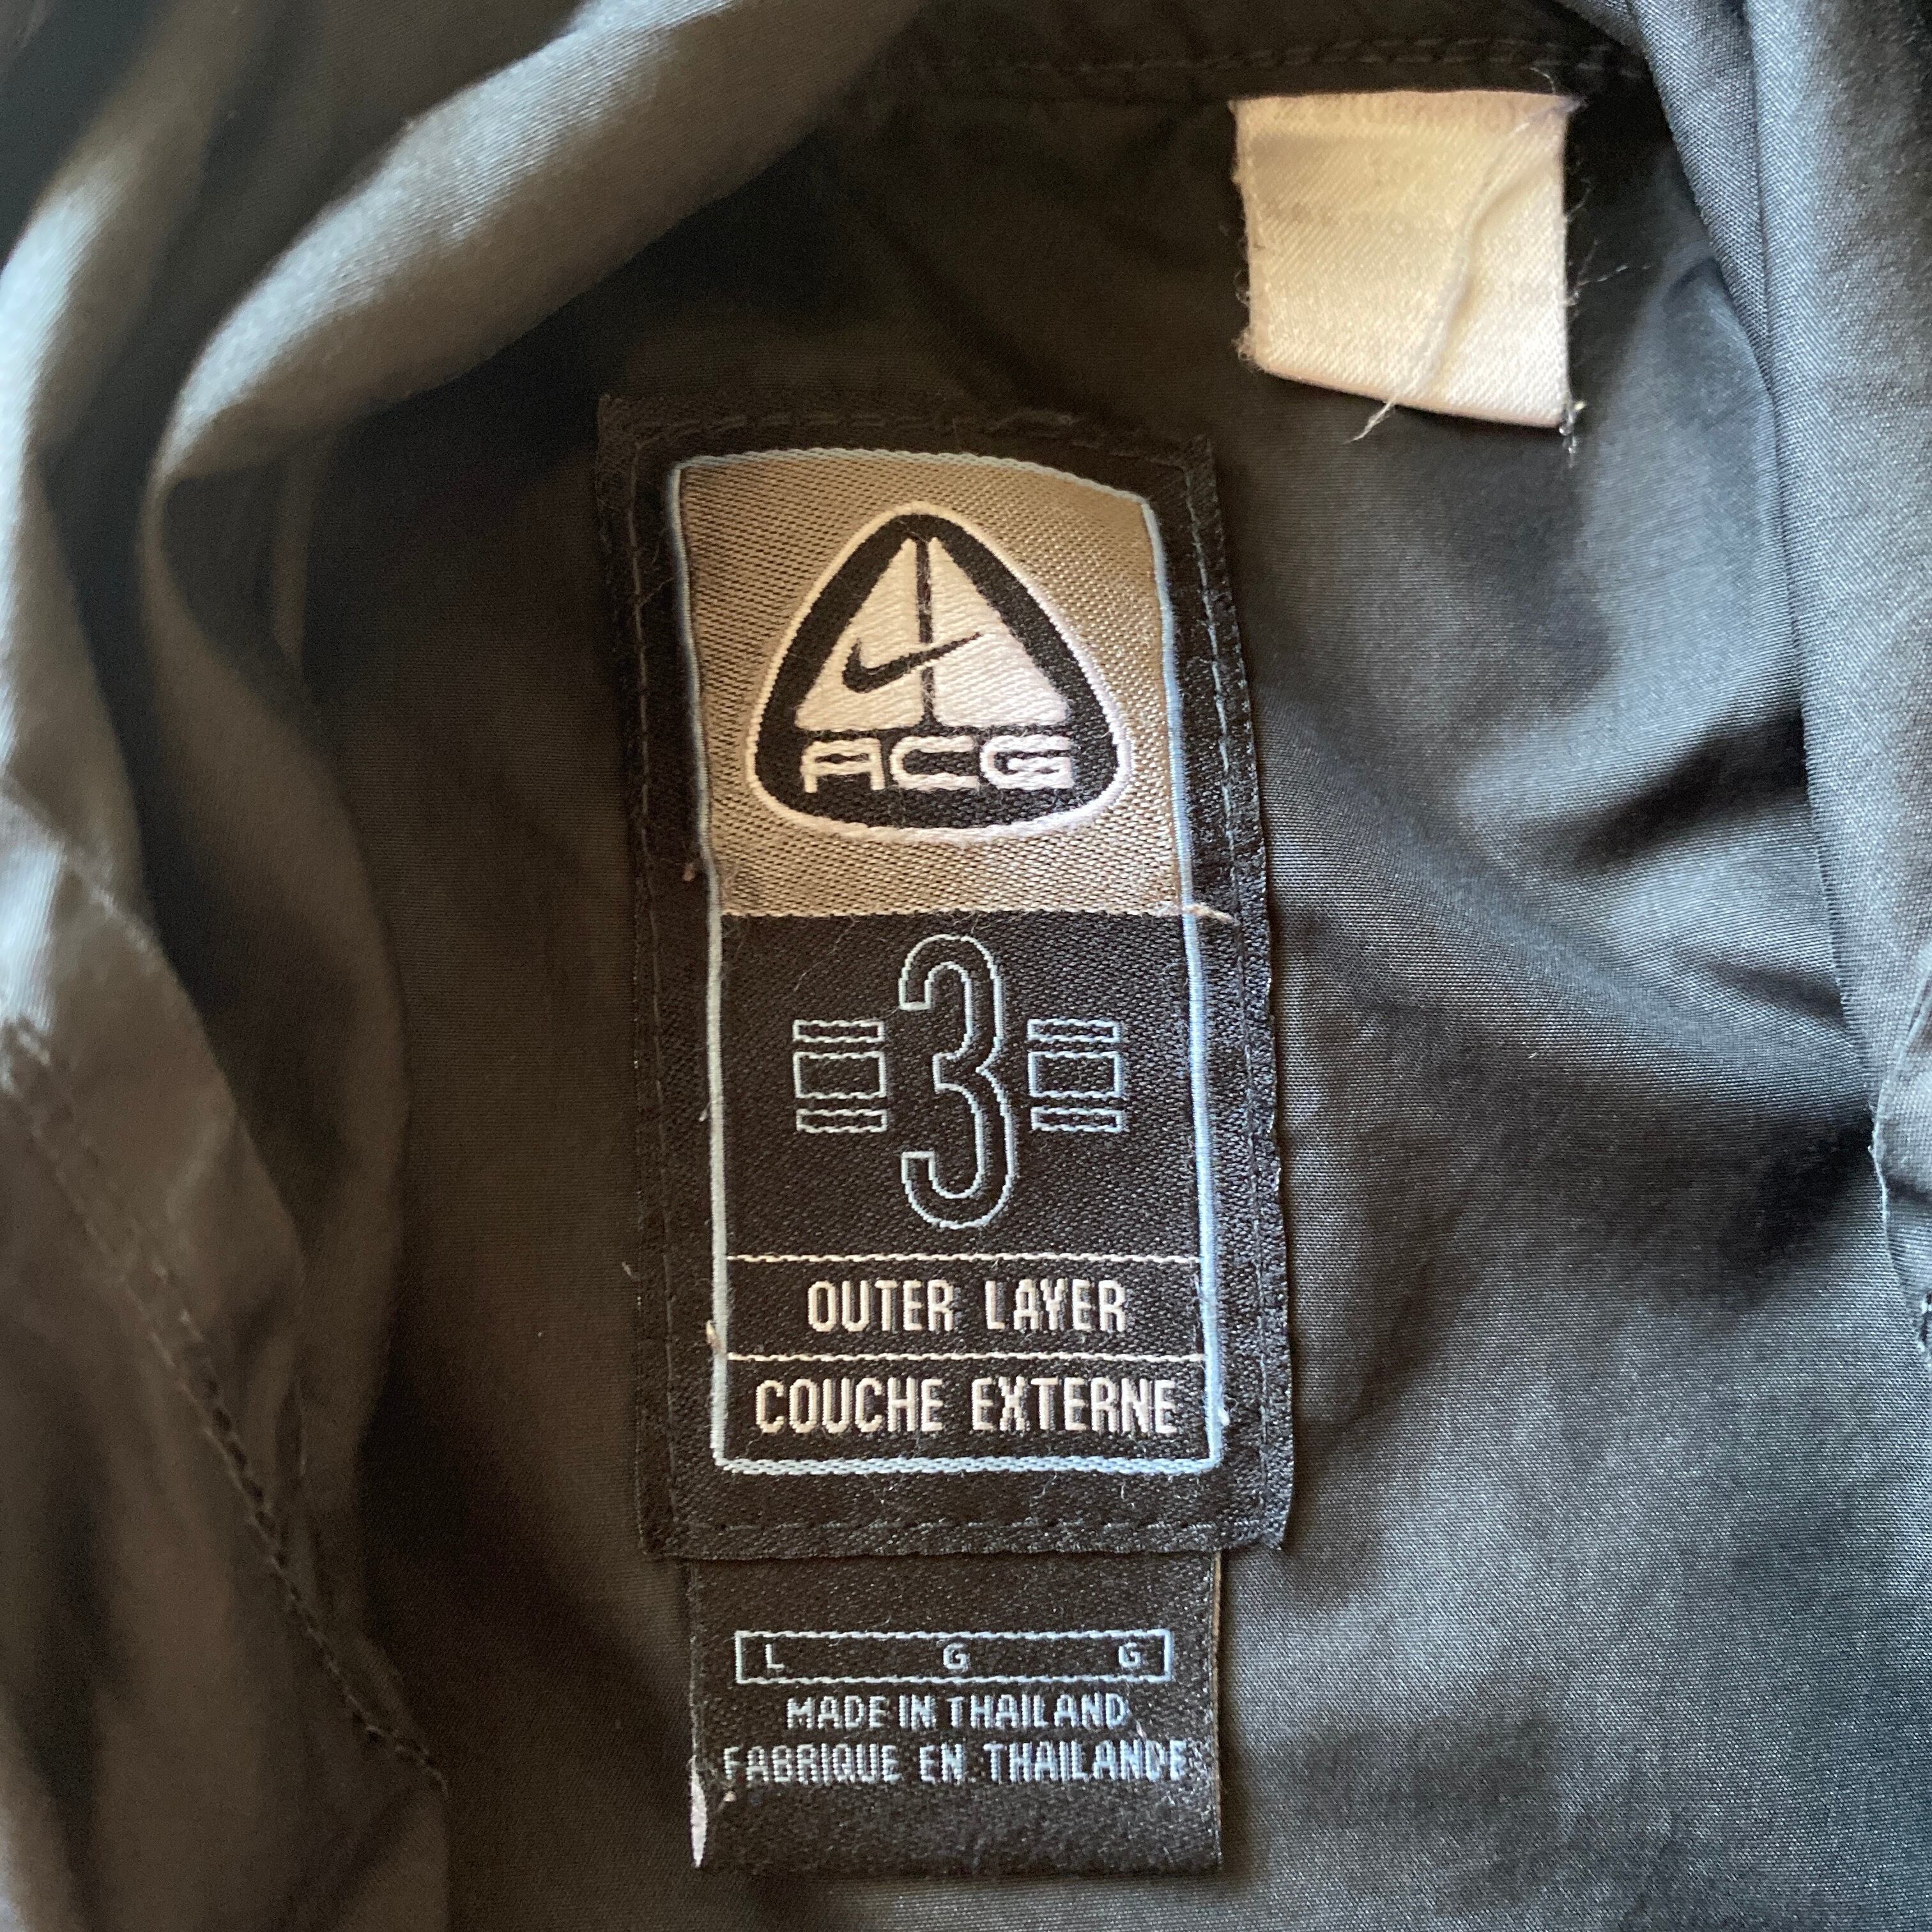 ACG
3
OUTER LAYER
COUCHE EXTERNE
L G G
MADE IN THAILAND
FABRIQUE EN THAILANDE